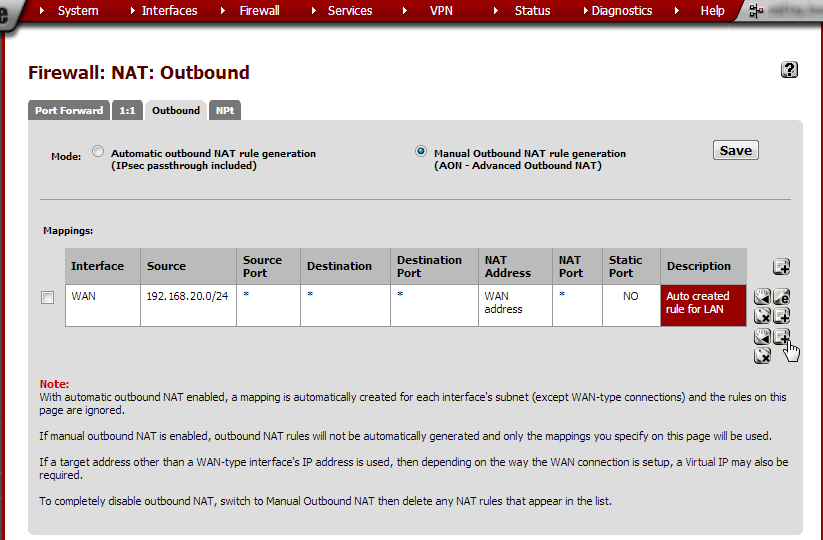 System Interfaces Firewall Services VPN Status Diagnostics Help
Firewall: NAT: Outbound
Port Forward 1:1 Outbound NPt
Mode: Automatic outbound NAT rule generation
(IPsec passthrough included)
Manual Outbound NAT rule generation
(AON - Advanced Outbound NAT)
Save
Mappings:
Interface Source Source Port Destination Destination Port NAT Address NAT Port Static Port Description
WAN 192.168.20.0/24 * * * WAN address * NO Auto created rule for LAN
Note:
With automatic outbound NAT enabled, a mapping is automatically created for each interface's subnet (except WAN-type connections) and the rules on this
page are ignored.
If manual outbound NAT is enabled, outbound NAT rules will not be automatically generated and only the mappings you specify on this page will be used.
If a target address other than a WAN-type interface's IP address is used, then depending on the way the WAN connection is setup, a Virtual IP may also be
required.
To completely disable outbound NAT, switch to Manual Outbound NAT then delete any NAT rules that appear in the list.